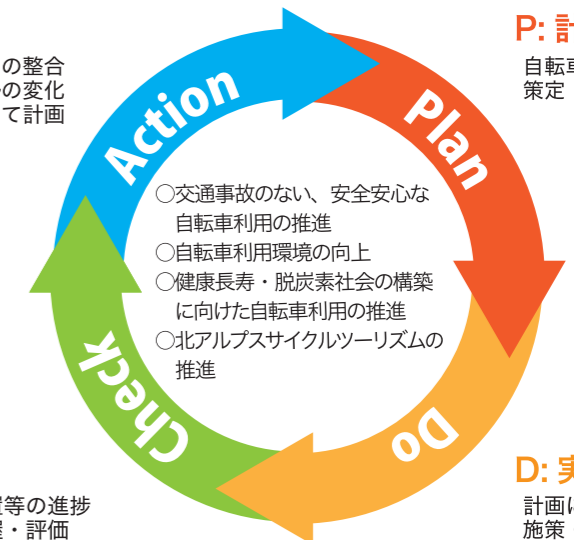 の整合
の変化
て計画
Action
P: 計
自転車
策定
Plan
○交通事故のない、安全安心な
自転車利用の推進
○自転車利用環境の向上
○健康長寿・脱炭素社会の構築
に向けた自転車利用の推進
○北アルプスサイクルツーリズムの
推進
Check
Do
置等の進捗
・評価
D: 実
計画に
施策